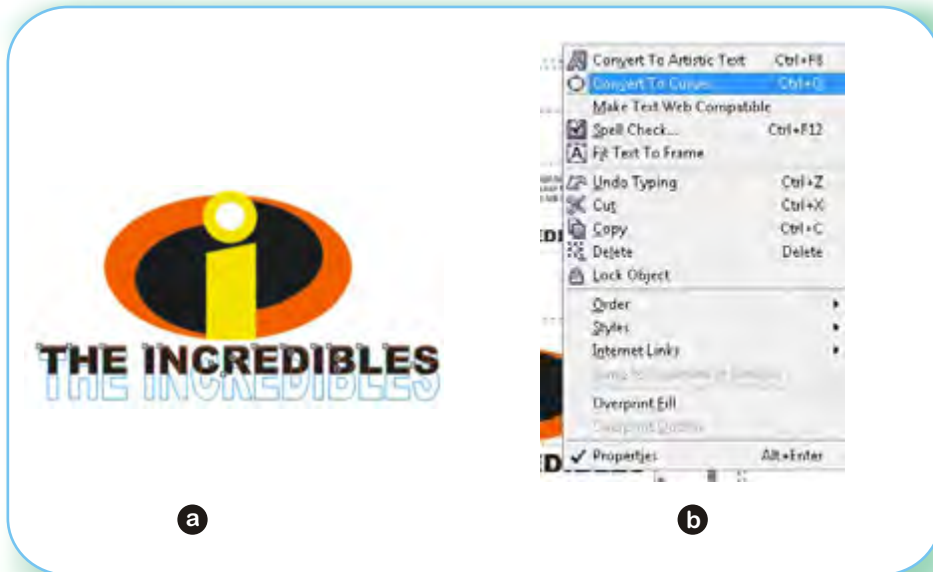 THE INCREDIBLES
THE INCREDIBLES
a
Convert To Artistic Text Ctrl+F8
Convert To Curves Ctrl+Q
Make Text Web Compatible
Spell Check... Ctrl+F12
Fit Text To Frame
Undo Typing Ctrl+Z
Cut Ctrl+X
Copy Ctrl+C
Delete Delete
Lock Object
Order
Styles
Internet Links
Overprint Fill
Overprint Outline
Properties Alt+Enter
b